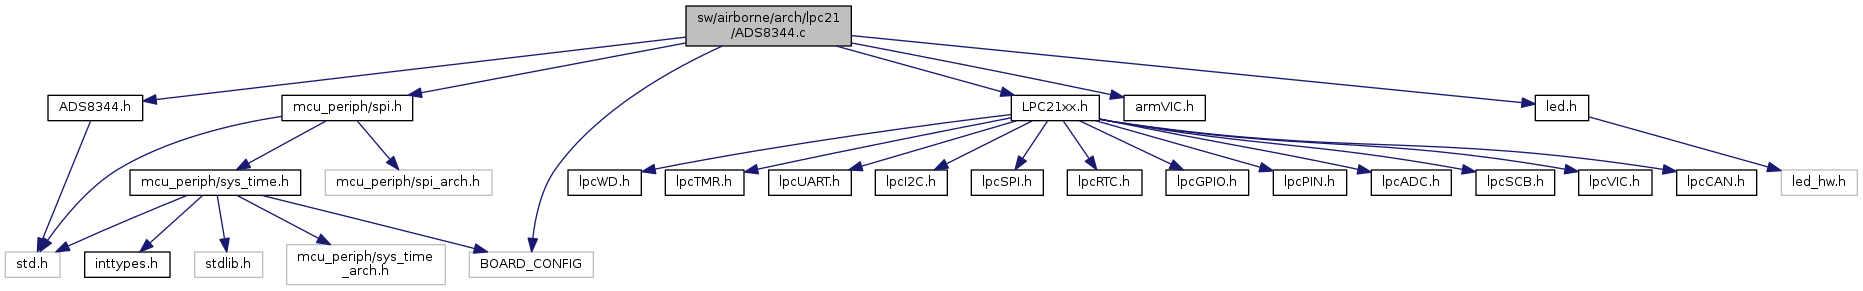 sw/airborne/arch/lpc21
/ADS8344.c
ADS8344.h
mcu_periph/spi.h
LPC21xx.h
armVIC.h
led.h
mcu_periph/sys_time.h
mcu_periph/spi_arch.h
lpcWD.h
lpcTMR.h
lpcUART.h
lpcI2C.h
lpcSPI.h
lpcRTC.h
lpcGPIO.h
lpcPIN.h
lpcADC.h
lpcSCB.h
lpcVIC.h
lpcCAN.h
led_hw.h
std.h
inttypes.h
stdlib.h
mcu_periph/sys_time
_arch.h
BOARD_CONFIG